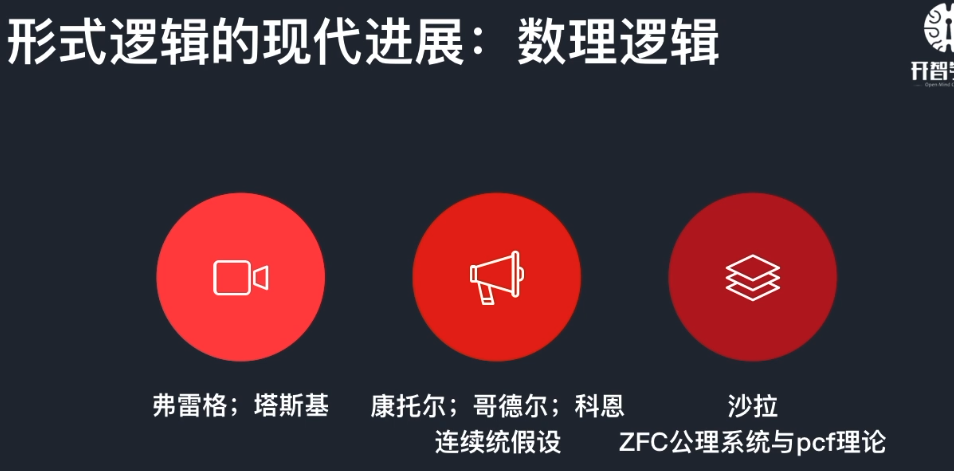 形式逻辑的现代进展：数理逻辑
开智
Open Mind
弗雷格；塔斯基
康托尔；哥德尔；科恩
连续统假设
沙拉
ZFC公理系统与pcf理论